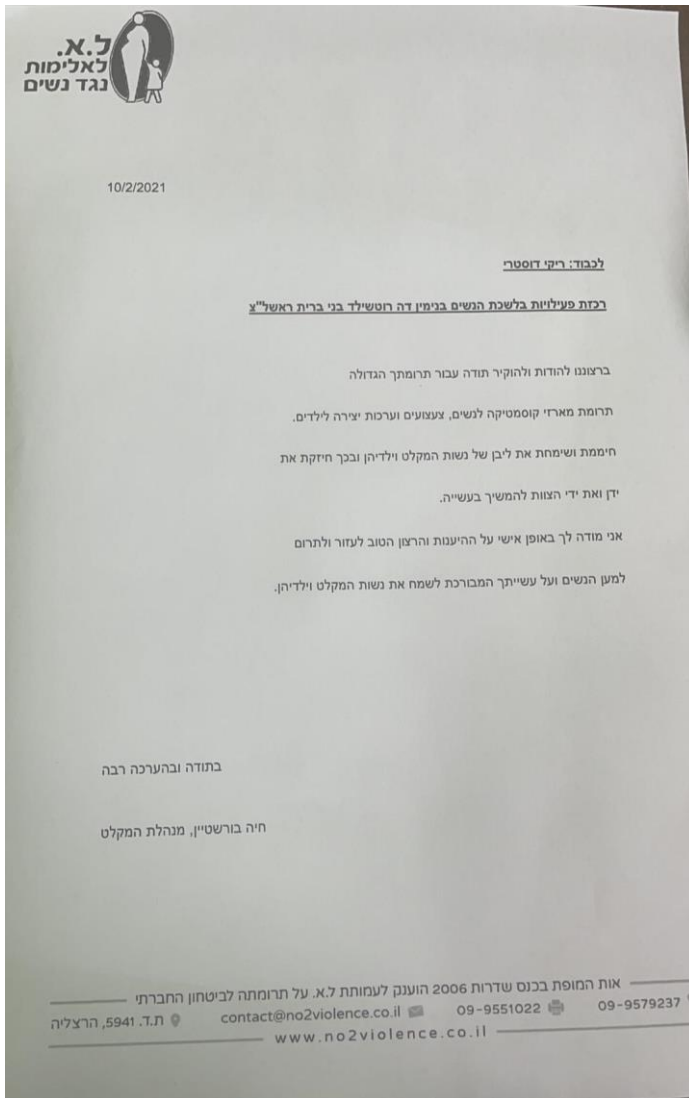 ל.א.
לאלימות
נגד נשים
10/2/2021
לכבוד: ריקי דוסטרי
רכזת פעילויות בלשכת הנשים בנימין דה רוטשילד בני ברית ראשל"צ
ברצוננו להודות ולהוקיר תודה עבור תרומתך הגדולה
תרומת מארזי קוסמטיקה לנשים, צעצועים וערכות יצירה לילדים.
חיממת ושימחת את ליבן של נשות המקלט וילדיהן ובכך חיזקת את
ידן ואת ידי הצוות להמשיך בעשייה.
אני מודה לך באופן אישי על ההיענות והרצון הטוב לעזור ולתרום
למען הנשים ועל עשייתך המבורכת לשמח את נשות המקלט וילדיהן.
בתודה ובהערכה רבה
חיה בורשטיין, מנהלת המקלט
אות המופת בכנס שדרות 2006 הוענק לעמותת ל.א. על תרומתה לביטחון החברתי
09-9579237 09-9551022 contact@no2violence.co.il ת.ד. 5941, הרצליה
www.no2violence.co.il